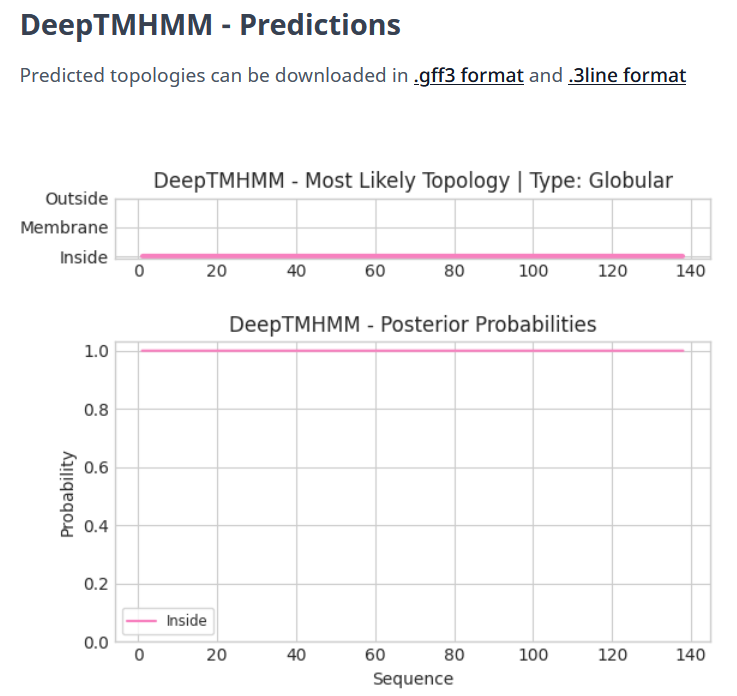 DeepTMHMM - Predictions
Predicted topologies can be downloaded in .gff3 format and .3line format
DeepTMHMM - Most Likely Topology | Type: Globular
Outside
Membrane
Inside
0 20 40 60 80 100 120 140
DeepTMHMM - Posterior Probabilities
1.0
0.8
0.6
0.4
0.2
0.0
Probability
Inside
0 20 40 60 80 100 120 140
Sequence